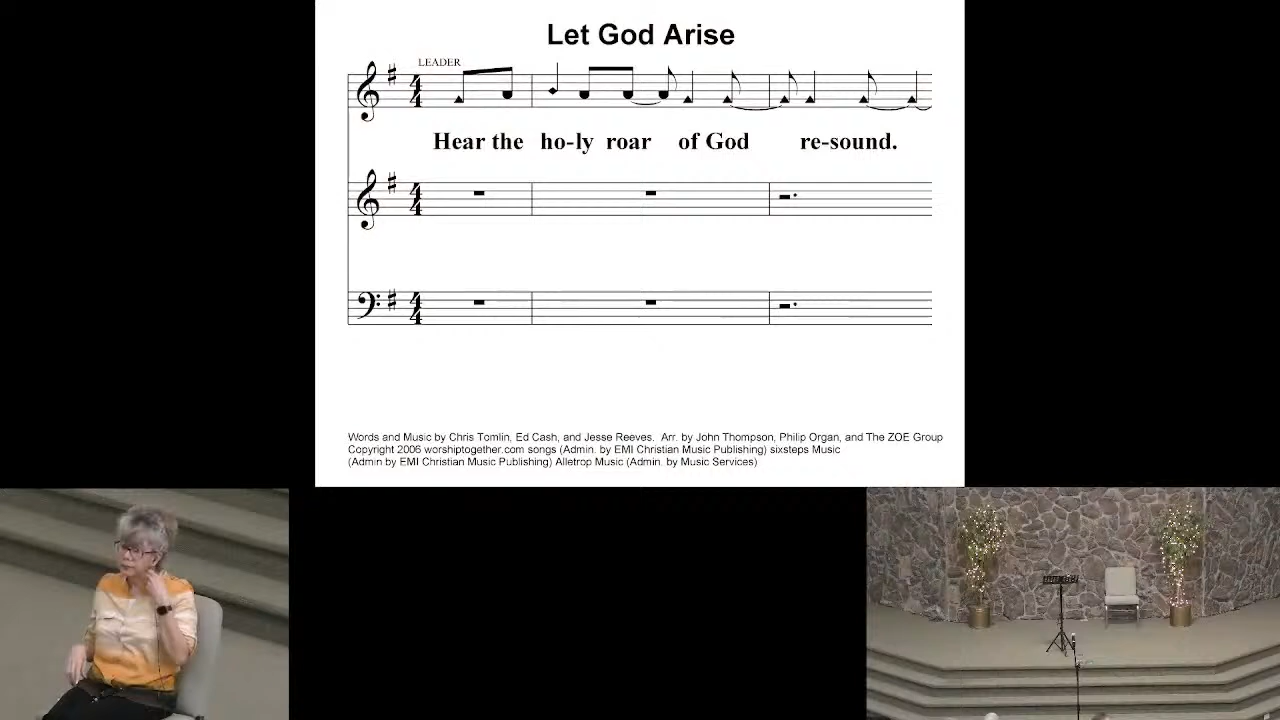 Let God Arise
LEADER
Hear the ho-ly roar of God re-sound.
Words and Music by Chris Tomlin, Ed Cash, and Jesse Reeves. Arr. by John Thompson, Philip Organ, and The ZOE Group
Copyright 2006 worshiptogether.com songs (Admin. by EMI Christian Music Publishing) sixsteps Music
(Admin by EMI Christian Music Publishing) Alletrop Music (Admin. by Music Services)